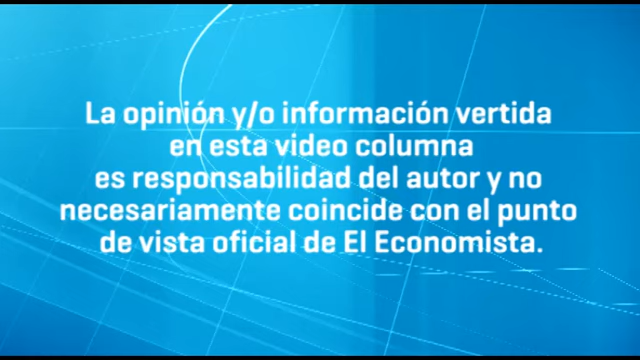 La opinión y/o información vertida
en esta video columna
es responsabilidad del autor y no
necesariamente coincide con el punto
de vista oficial de El Economista.